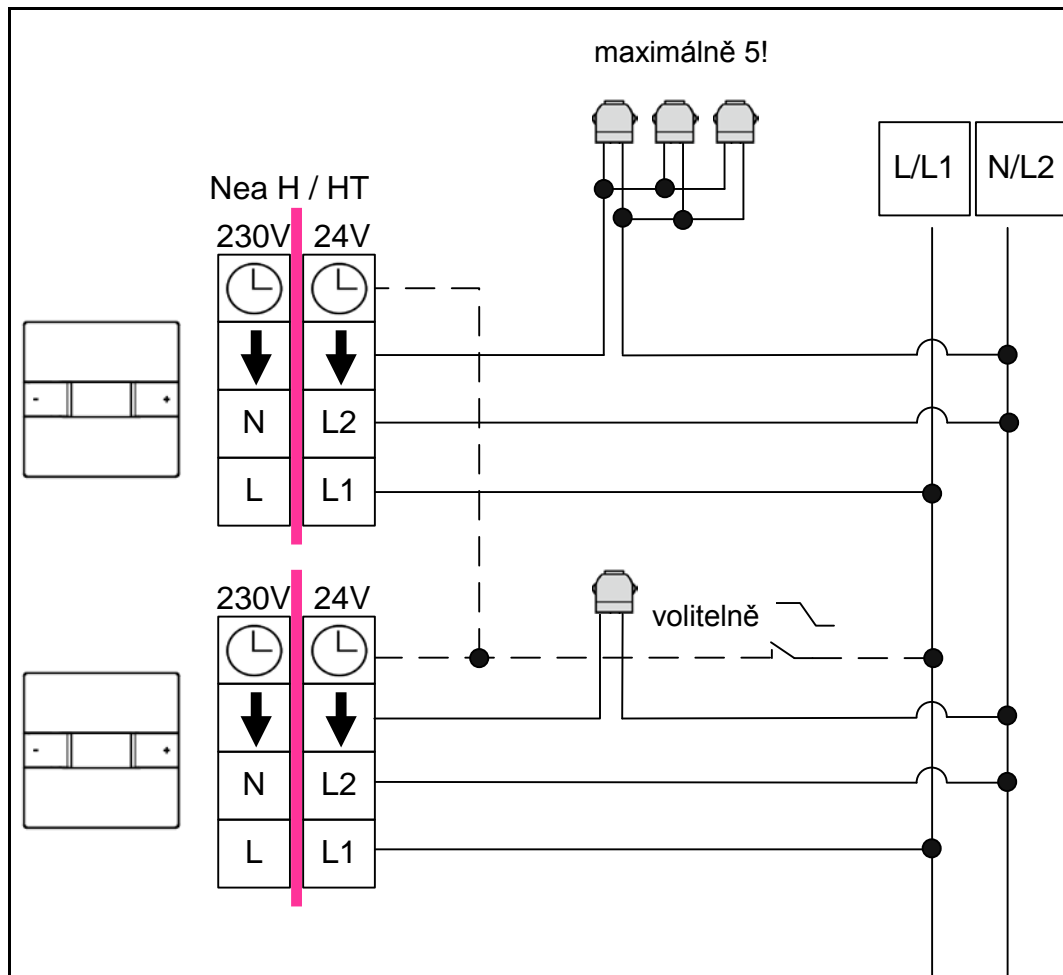 maximálně 5!
L/L1 N/L2
Nea H / HT
230V 24V
N L2
L L1
- +
230V 24V
volitelně
N L2
L L1
- +